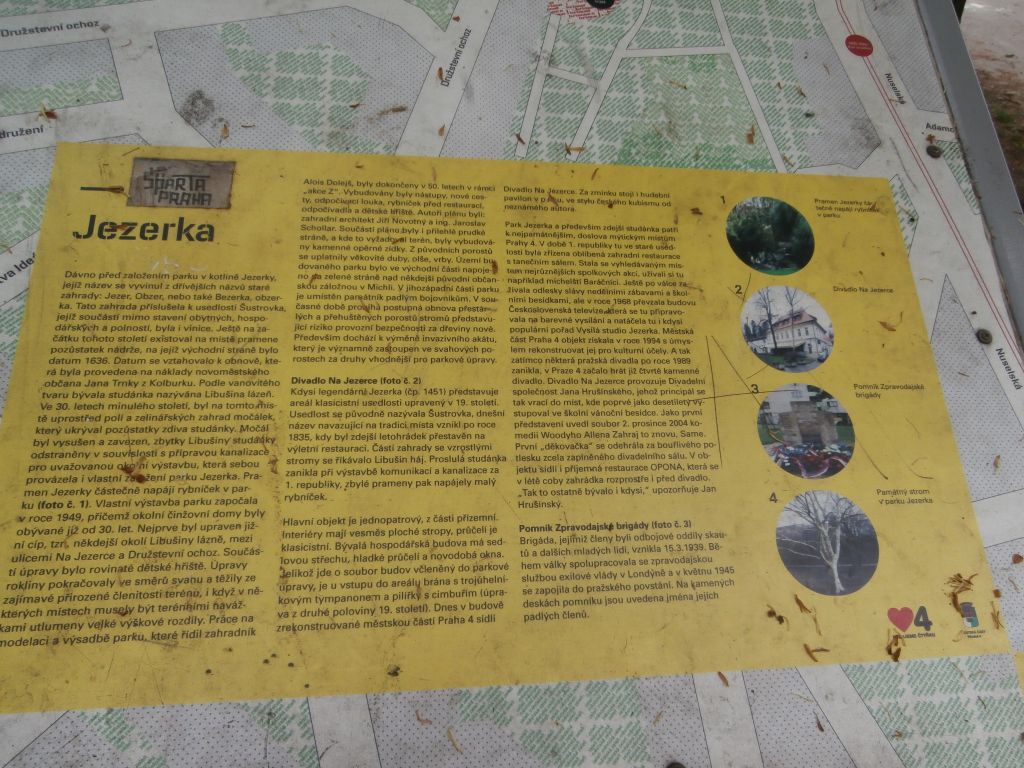 Družstevní ochoz
Družstevní ochoz
družení
Nuselská
Nuselská
Adamo
SPARTA
PRAHA
Jezerka
Dávno před založením parku v kotlině Jezerky,
jejíž název se vyvinul z dřívějších názvů staré
zahrady: Jezer, Obzer, nebo také Bezerka, obzer-
ka. Tato zahrada příslušela k usedlosti Šustrovka,
jejíž součástí mimo stavení obytných, hospo-
dářských a polností, byla i vinice. Ještě na za-
čátku tohoto století existoval na místě pramene
pozůstatek nádrže, na jejíž východní straně bylo
datum 1636. Datum se vztahovalo k obnově, kte-
rá byla provedena na náklady novoměstského
občana Jana Trnky z Kolburku. Podle vanovitého
tvaru bývala studánka nazývána Libušina lázeň.
Ve 30. letech minulého století, byl na tomto mís-
tě uprostřed polí a zelinářských zahrad močálek,
který ukrýval pozůstatky zdiva studánky. Močál
byl vysušen a zavezen, zbytky Libušiny studánky
odstraněny v souvislosti s přípravou kanalizace
pro uvažovanou okolní výstavbu, která sebou
provázela i vlastní založení parku Jezerka. Pra-
men Jezerky částečně napájí rybníček v par-
ku (foto č. 1). Vlastní výstavba parku započala
v roce 1949, přičemž okolní činžovní domy byly
obývané již od 30. let. Nejprve byl upraven již-
ní cíp, tzn. někdejší okolí Libušiny lázně, mezi
ulicemi Na Jezerce a Družstevní ochoz. Součás-
tí úpravy bylo rovinaté dětské hřiště. Úpravy
rokliny pokračovaly ve směru svahu a těžily ze
zajímavé přirozené členitosti terénu, i když v ně-
kterých místech musely být terénními naváž-
kami utlumeny velké výškové rozdíly. Práce na
modelaci a výsadbě parku, které řídil zahradník
Alois Dolejš, byly dokončeny v 50. letech v rámci
„akce Z“. Vybudovány byly nástupy, nové ces-
ty, odpočívací louka, rybníček před restaurací,
odpočívadla a dětské hřiště. Autoři plánu byli:
zahradní architekt Jiří Novotný a ing. Jaroslav
Schollar. Součástí plánu byly i přilehlé prudké
stráně, a kde to vyžadoval terén, byly vybudová-
ny kamenné opěrné zídky. Z původních porostů
se uplatnily věkovité duby, olše, vrby. Území bu-
dovaného parku bylo ve východní části napoje-
no na zelené stráně nad někdejší původní občan-
skou záložnou v Michli. V jihozápadní části parku
je umístěn památník padlým bojovníkům. V sou-
časné době probíhá postupná obnova přestár-
lých a přehuštěných porostů stromů představu-
jící riziko provozní bezpečnosti za dřeviny nové.
Především dochází k výměně invazivního akátu,
který je významně zastoupen ve svahových po-
rostech za druhy vhodnější pro parkové úpravy.
Divadlo Na Jezerce (foto č. 2)
Kdysi legendární Jezerka (čp. 1451) představuje
areál klasicistní usedlosti upravený v 19. století.
Usedlost se původně nazývala Šustrovka, dnešní
název navazující na tradici místa vznikl po roce
1835, kdy byl zdejší letohrádek přestavěn na
výletní restauraci. Části zahrady se vzrostlými
stromy se říkávalo Libušin háj. Proslulá studánka
zanikla při výstavbě komunikací a kanalizace za
1. republiky, zbylé prameny pak napájely malý
rybníček.
Hlavní objekt je jednopatrový, z části přízemní.
Interiéry mají vesměs ploché stropy, průčelí je
klasicistní. Bývalá hospodářská budova má sed-
lovou střechu, hladké průčelí a novodobá okna.
Jelikož jde o soubor budov včleněný do parkové
úpravy, je u vstupu do areálu brána s trojúhelní-
kovým tympanonem a pilířky s cimbuřím (úpra-
va z druhé poloviny 19. století). Dnes v budově
zrekonstruované městskou částí Praha 4 sídlí
Divadlo Na Jezerce. Za zmínku stojí i hudební
pavilon v parku, ve stylu českého kubismu od
neznámého autora.
Park Jezerka a především zdejší studánka patří
k nejpamátnějším, doslova mýtickým místům
Prahy 4. V době 1. republiky tu ve staré used-
losti byla zřízena oblíbená zahradní restaurace
s tanečním sálem. Stala se vyhledávaným mís-
tem nejrůznějších spolkových akcí, užívali si tu
například michelští Baráčníci. Ještě po válce za-
žívala odlesky slávy nedělními zábavami a škol-
ními besídkami, ale v roce 1968 převzala budovu
Československá televize, která se tu připravo-
vala na barevné vysílání a natáčela tu i kdysi
populární pořad Vysílá studio Jezerka. Městská
část Praha 4 objekt získala v roce 1994 s úmys-
lem rekonstruovat jej pro kulturní účely. A tak
zatímco některá pražská divadla po roce 1989
zanikla, v Praze 4 začalo hrát již čtvrté kamenné
divadlo. Divadlo Na Jezerce provozuje Divadelní
společnost Jana Hrušínského, jehož principál se
tak vrací do míst, kde poprvé jako desetiletý vy-
stupoval ve školní vánoční besídce. Jako první
představení uvedl soubor 2. prosince 2004 ko-
medii Woodyho Allena Zahraj to znovu, Same.
První „děkovačka“ se odehrála za bouřlivého po-
tlesku zcela zaplněného divadelního sálu. V ob-
jektu sídlí i příjemná restaurace OPONA, která se
v létě coby zahrádka rozprostře i před divadlo.
„Tak to ostatně bývalo i kdysi,“ upozorňuje Jan
Hrušínský.
Pomník Zpravodajské brigády (foto č. 3)
Brigáda, jejímiž členy byli odbojoví oddíly skau-
tů a dalších mladých lidí, vznikla 15.3.1939. Bě-
hem války spolupracovala se zpravodajskou
službou exilové vlády v Londýně a v květnu 1945
se zapojila do pražského povstání. Na kamených
deskách pomníku jsou uvedena jména jejích
padlých členů.
1
Pramen Jezerky čás-
tečně napájí rybníček
v parku
2
Divadlo Na Jezerce
3
Pomník Zpravodajské
brigády
4
Památný strom
v parku Jezerka
4